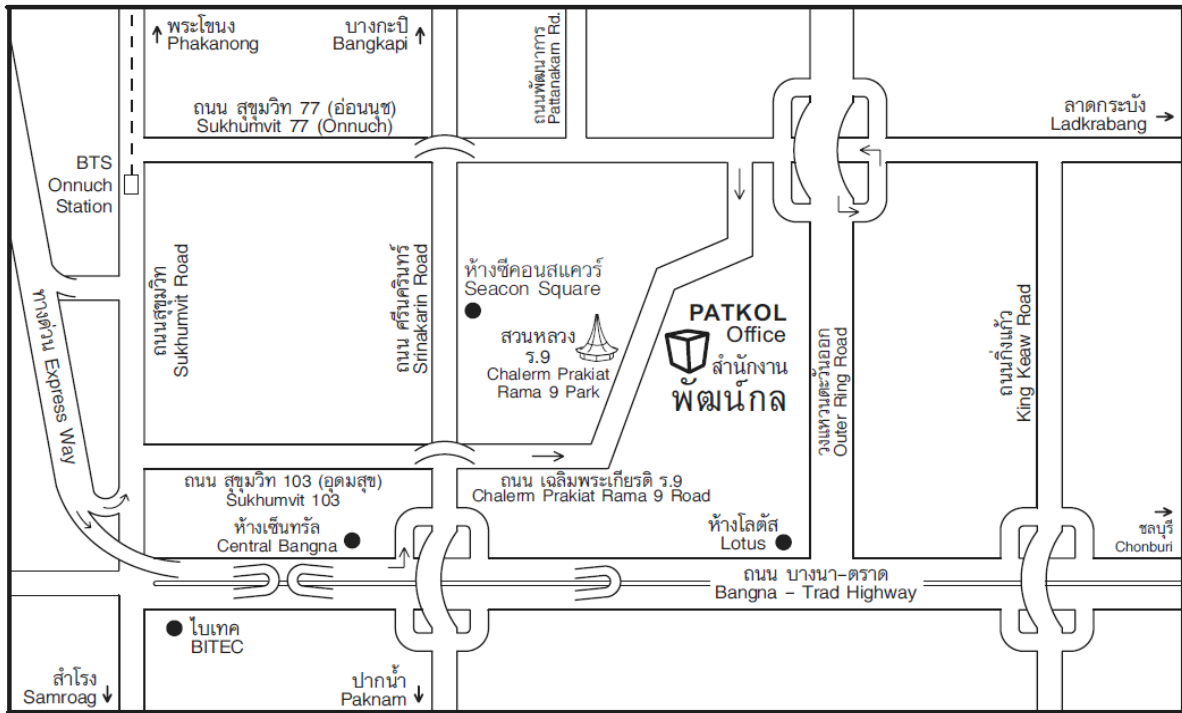 พระโขนง
Phakanong
บางกะปิ
Bangkapi
ถนนพัฒนาการ
Pattanakarn Rd.
ถนน สุขุมวิท 77 (อ่อนนุช)
Sukhumvit 77 (Onnuch)
ลาดกระบัง
Ladkrabang
BTS
Onnuch
Station
ถนนสุขุมวิท
Sukhumvit Road
ถนน ศรีนครินทร์
Srinakarin Road
ห้างซีคอนสแควร์
Seacon Square
สวนหลวง
ร.9
Chalerm Prakiat
Rama 9 Park
PATKOL
Office
สำนักงาน
พัฒน์กล
วงแหวนตะวันออก
Outer Ring Road
ถนนกิ่งแก้ว
King Keaw Road
ทางด่วน Express Way
ถนน สุขุมวิท 103 (อุดมสุข)
Sukhumvit 103
ถนน เฉลิมพระเกียรติ ร.9
Chalerm Prakiat Rama 9 Road
ห้างเซ็นทรัล
Central Bangna
ห้างโลตัส
Lotus
ชลบุรี
Chonburi
ถนน บางนา-ตราด
Bangna - Trad Highway
ไบเทค
BITEC
สำโรง
Samroag
ปากน้ำ
Paknam